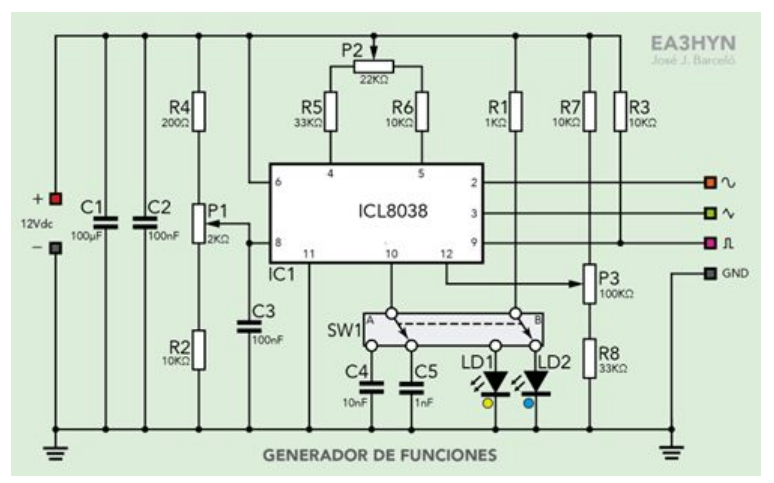 EA3HYN
José J. Barceló
P2
22KΩ
R4
200Ω
R5
33KΩ
R6
10KΩ
R1
1KΩ
R7
10KΩ
R3
10KΩ
4
5
+
12Vdc
−
C1
100µF
C2
100nF
P1
2KΩ
6
ICL8038
2
3
8
11
10
12
9
IC1
GND
P3
100KΩ
C3
100nF
SW1
A
B
R2
10KΩ
C4
10nF
C5
1nF
LD1
LD2
R8
33KΩ
GENERADOR DE FUNCIONES